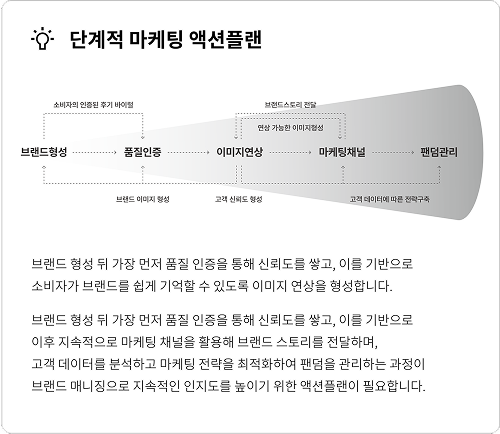 단계적 마케팅 액션플랜
소비자의 인증된 후기 바이럴
브랜드스토리 전달
연상 가능한 이미지형성
브랜드형성 품질인증 이미지연상 마케팅채널 팬덤관리
브랜드 이미지 형성 고객 신뢰도 형성 고객 데이터에 따른 전략구축
브랜드 형성 뒤 가장 먼저 품질 인증을 통해 신뢰도를 쌓고, 이를 기반으로
소비자가 브랜드를 쉽게 기억할 수 있도록 이미지 연상을 형성합니다.
브랜드 형성 뒤 가장 먼저 품질 인증을 통해 신뢰도를 쌓고, 이를 기반으로
이후 지속적으로 마케팅 채널을 활용해 브랜드 스토리를 전달하며,
고객 데이터를 분석하고 마케팅 전략을 최적화하여 팬덤을 관리하는 과정이
브랜드 매니징으로 지속적인 인지도를 높이기 위한 액션플랜이 필요합니다.